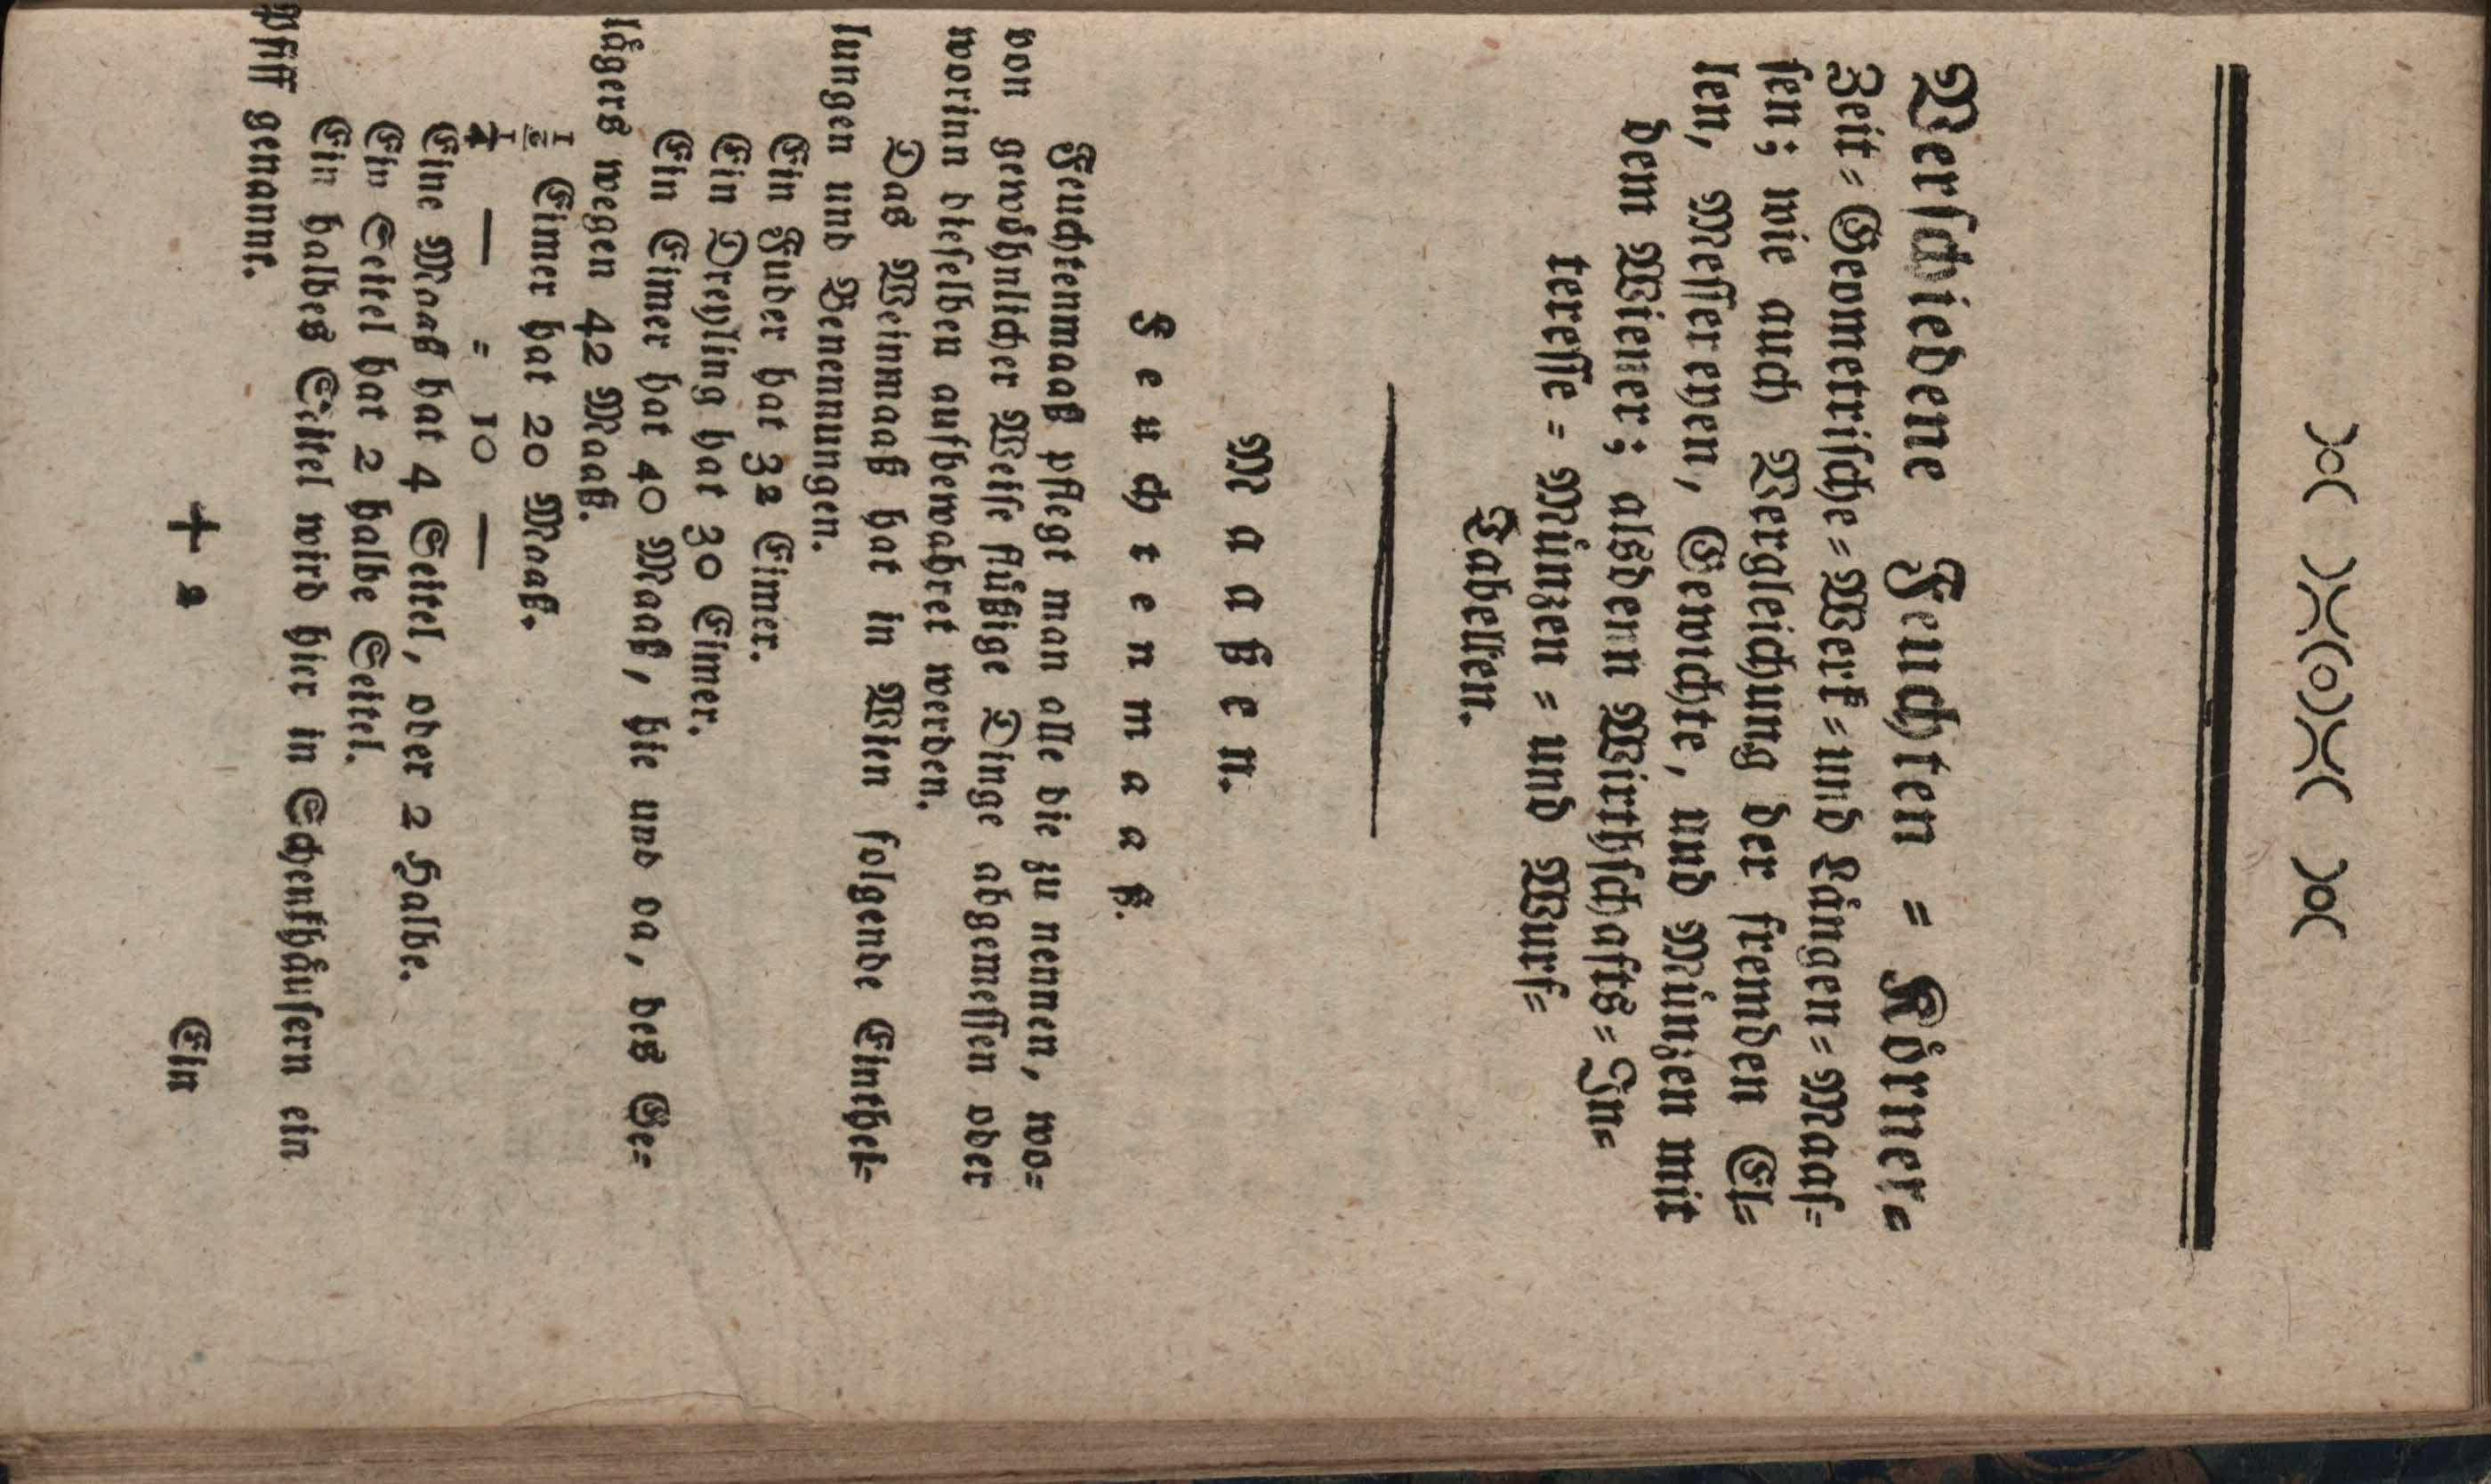 )o( )X(o)X( )o(
Verschiedene Feuchten = Körner=
Zeit = Geometrische = Werk = und Längen = Maas=
sen; wie auch Vergleichung der fremden El=
len, Messereyen, Gewichte, und Münzen mit
dem Wiener; alsdenn Wirthschafts = In=
teresse = Münzen = und Wurf=
Tabellen.
Maaßen.
Feuchtenmaaß.
Feuchtenmaaß pflegt man alle die zu nennen, wo=
von gewöhnlicher Weise flüßige Dinge abgemessen oder
worinn dieselben aufbewahret werden.
Das Weinmaaß hat in Wien folgende Einthei=
lungen und Benennungen.
Ein Fuder hat 32 Eimer.
Ein Dreyling hat 30 Eimer.
Ein Eimer hat 40 Maaß, hie und da, des Ge=
lägers wegen 42 Maaß.
½ Eimer hat 20 Maaß.
¼ — = 10 —
Eine Maaß hat 4 Seitel, oder 2 Halbe.
Ein Seitel hat 2 halbe Seitel.
Ein halbes Seitel wird hier in Schenkhäusern ein
Pfiff genannt.
+ 2
Ein